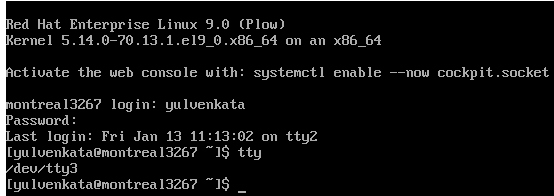 Red Hat Enterprise Linux 9.0 (Plow)
Kernel 5.14.0-70.13.1.el9_0.x86_64 on an x86_64
Activate the web console with: systemctl enable --now cockpit.socket
montreal3267 login: yulvenkata
Password:
Last login: Fri Jan 13 11:13:02 on tty2
[yulvenkata@montreal3267 ~]$ tty
/dev/tty3
[yulvenkata@montreal3267 ~]$ _